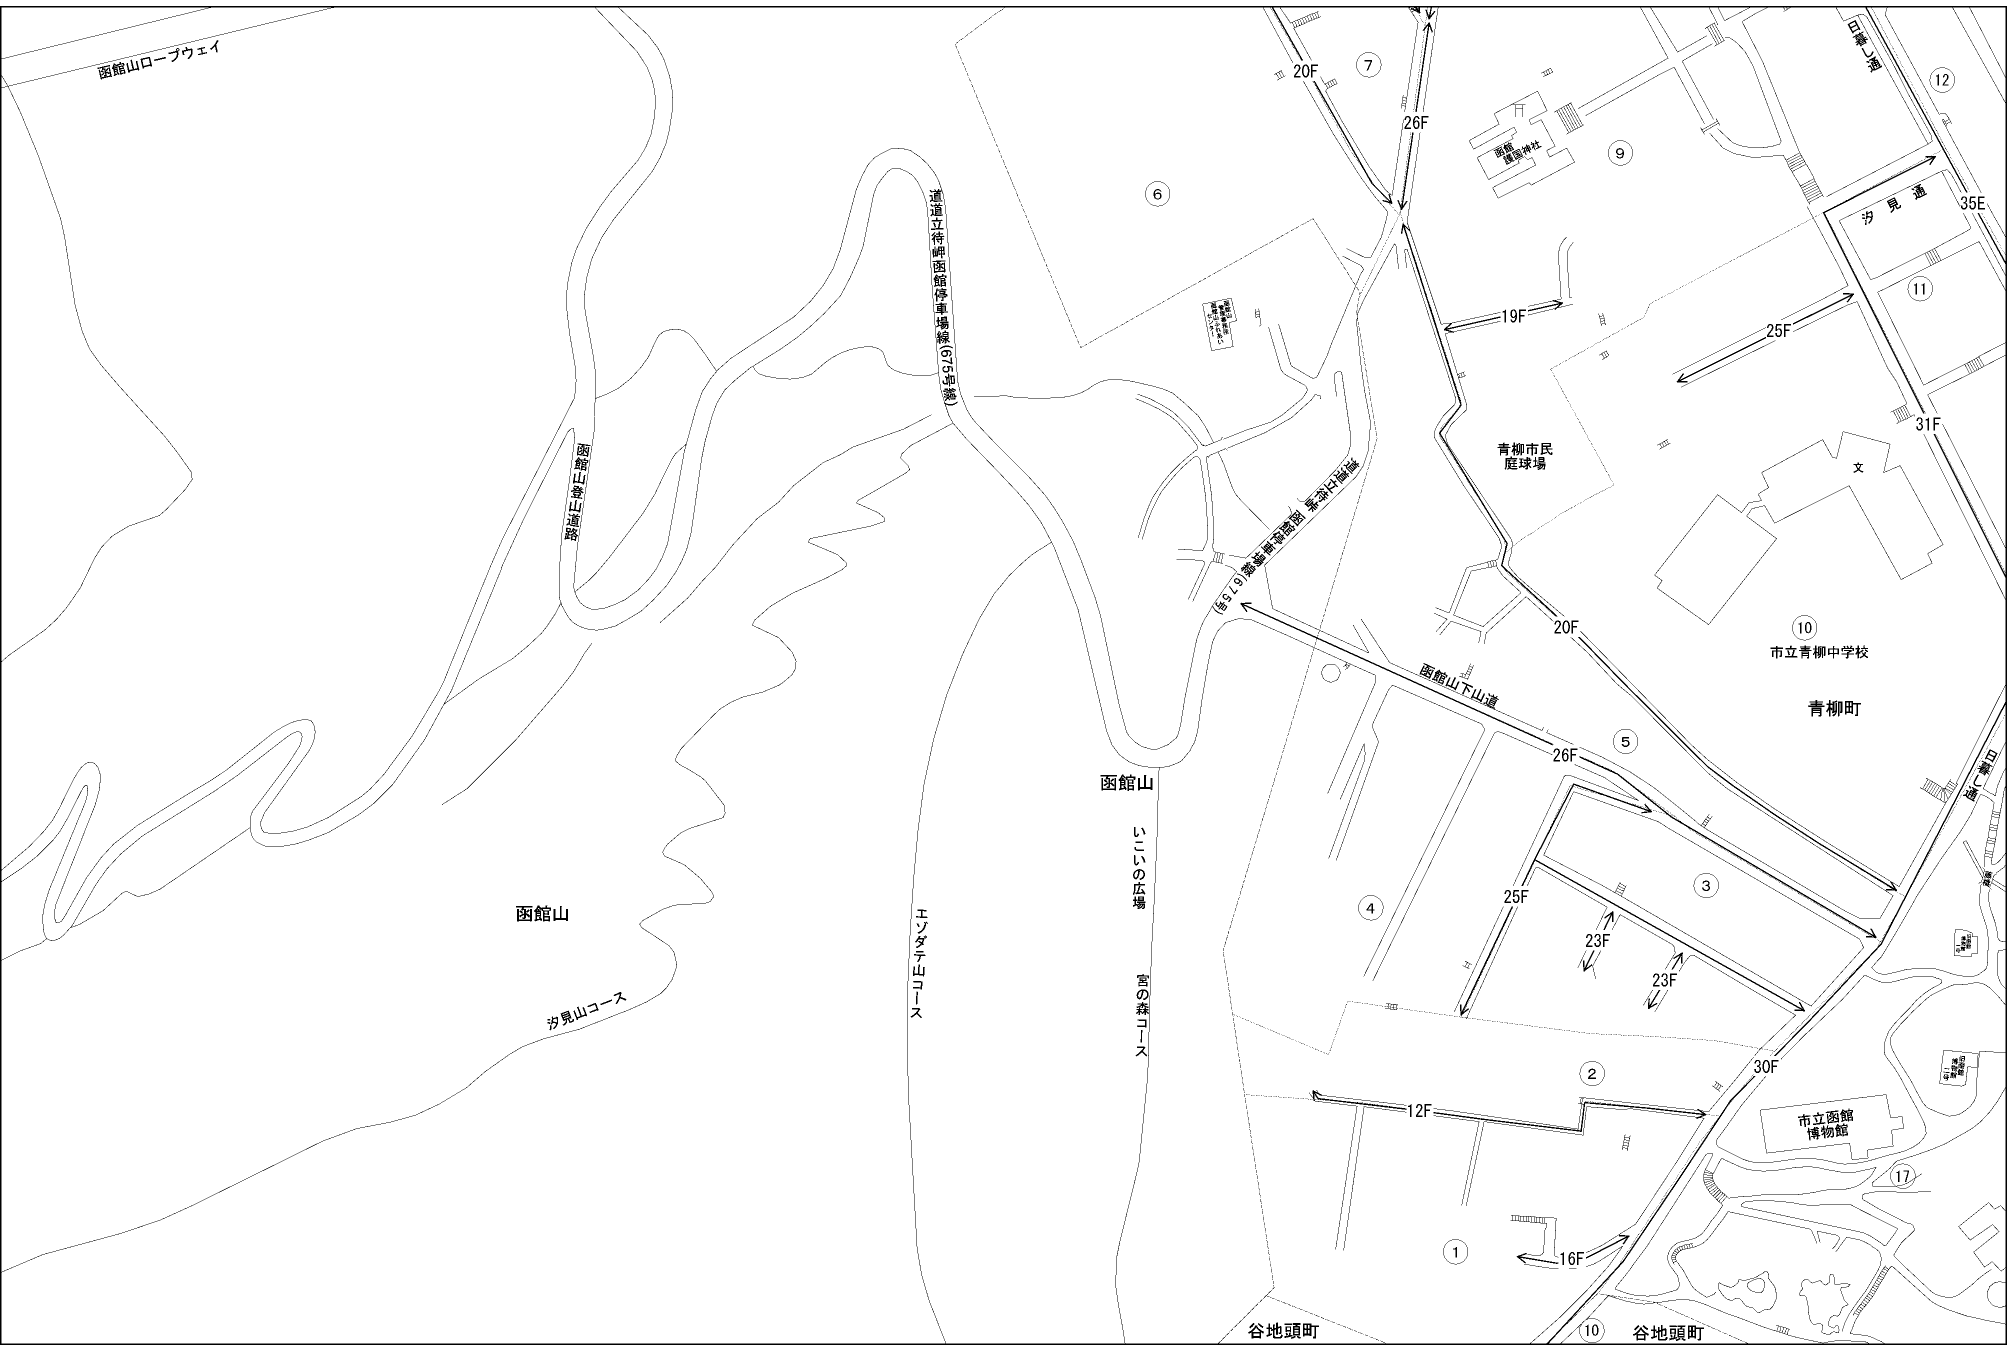 函館山ロープウェイ
20F
⑦
26F
日暮し通
⑫
函館
護国神社
⑨
⑥
35E
汐見通
道道立待岬函館停車場線(675号線)
⑪
19F
25F
31F
函館山登山道路
青柳市民
庭球場
文
道道立待岬 函館停車場線(675号)
20F
⑩
市立青柳中学校
函館山下山道
青柳町
⑤
26F
日暮し通
函館山
いこいの広場
③
25F
④
函館山
エゾダテ山コース
23F
23F
宮の森コース
汐見山コース
30F
②
12F
市立函館
博物館
⑰
①
16F
谷地頭町
⑩
谷地頭町